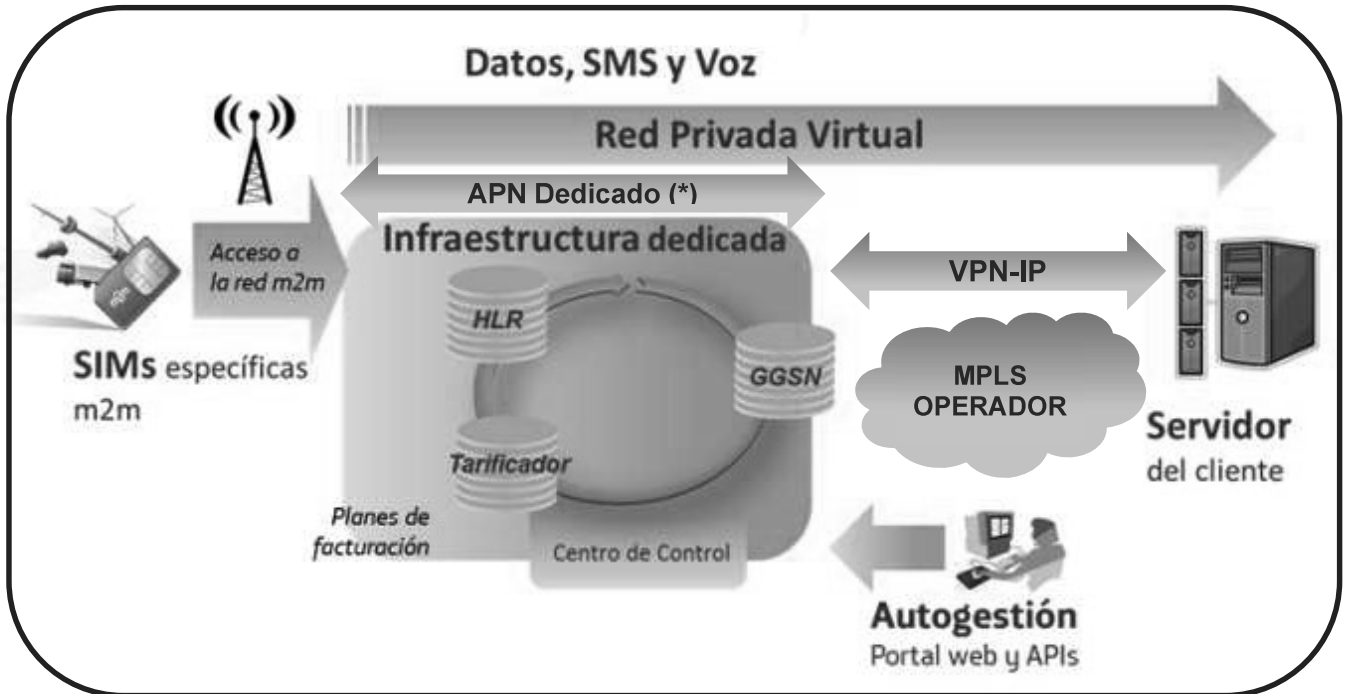 Datos, SMS y Voz
Red Privada Virtual
APN Dedicado (*)
Infraestructura dedicada
Acceso a
la red m2m
HLR
VPN-IP
SIMs específicas
m2m
GGSN
MPLS
OPERADOR
Servidor
del cliente
Tarificador
Planes de
facturación
Centro de Control
Autogestión
Portal web y APIs